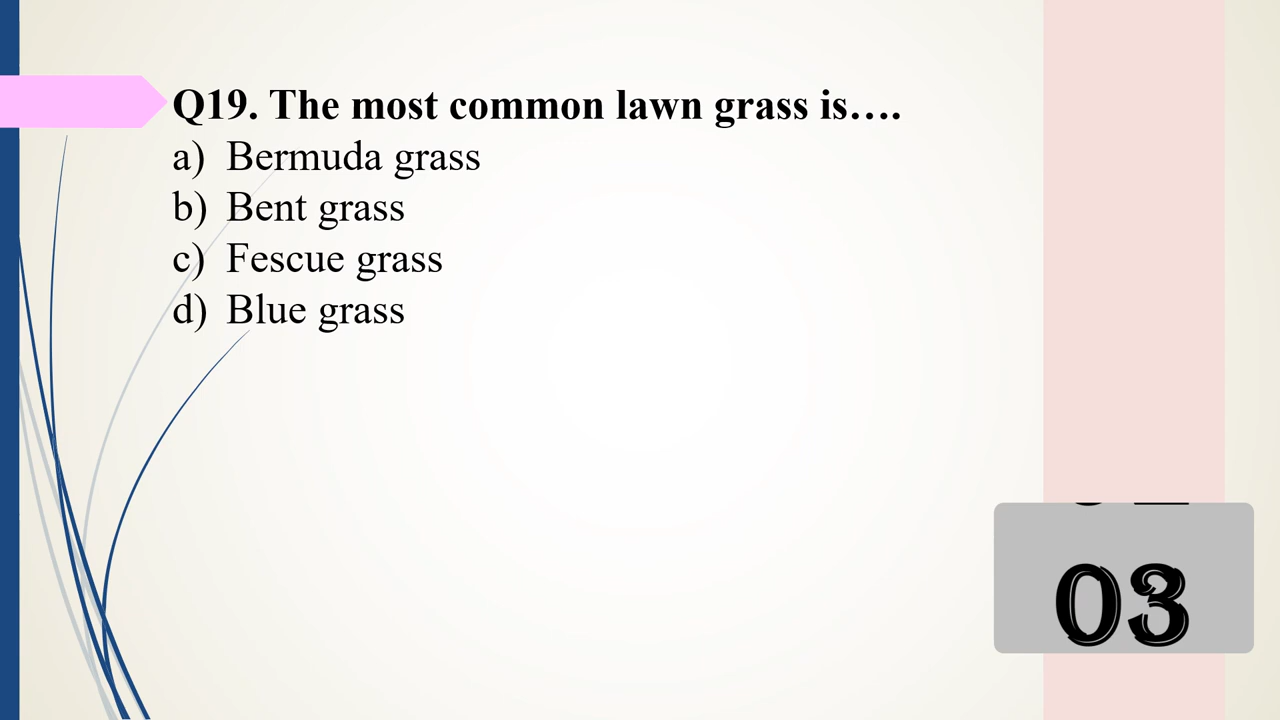 Q19. The most common lawn grass is….
a) Bermuda grass
b) Bent grass
c) Fescue grass
d) Blue grass
03